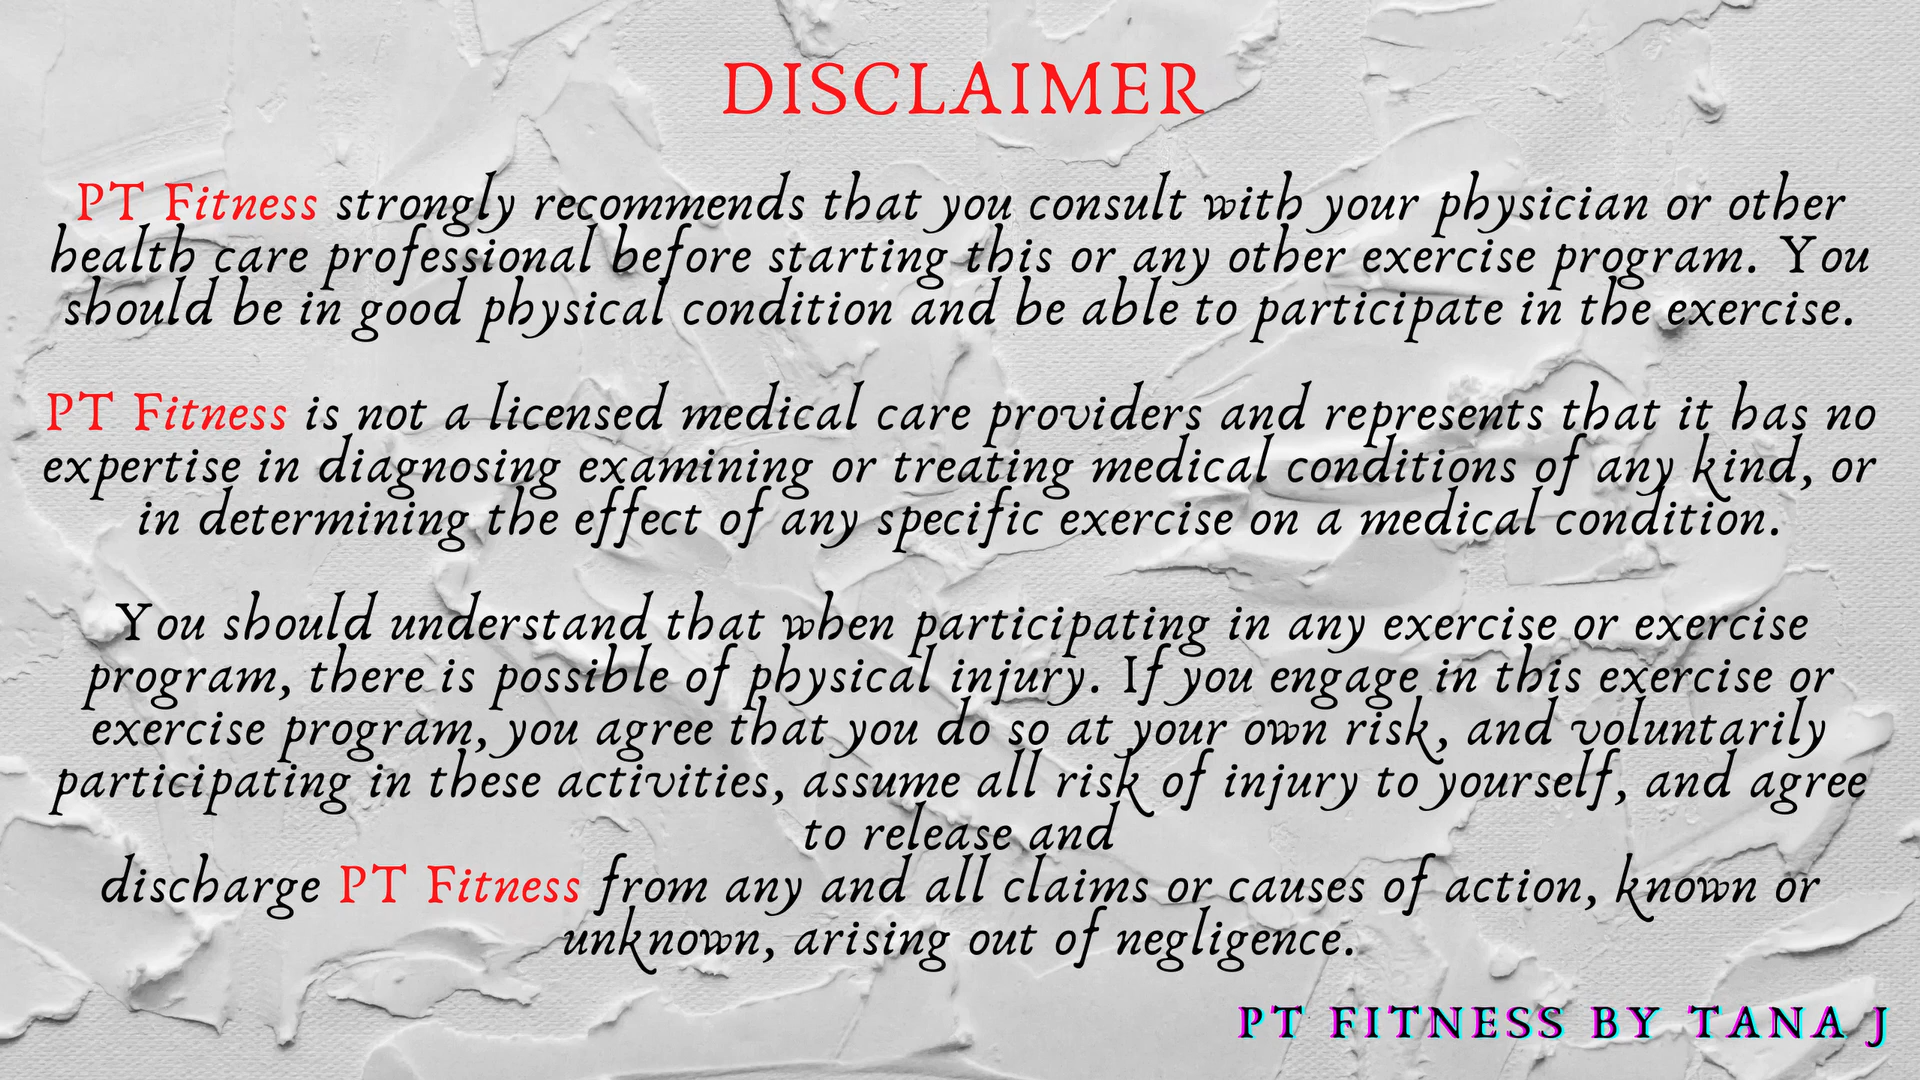 DISCLAIMER
PT Fitness strongly recommends that you consult with your physician or other
health care professional before starting this or any other exercise program. You
should be in good physical condition and be able to participate in the exercise.
PT Fitness is not a licensed medical care providers and represents that it has no
expertise in diagnosing examining or treating medical conditions of any kind, or
in determining the effect of any specific exercise on a medical condition.
You should understand that when participating in any exercise or exercise
program, there is possible of physical injury. If you engage in this exercise or
exercise program, you agree that you do so at your own risk, and voluntarily
participating in these activities, assume all risk of injury to yourself, and agree
to release and
discharge PT Fitness from any and all claims or causes of action, known or
unknown, arising out of negligence.
PT FITNESS BY TANA J